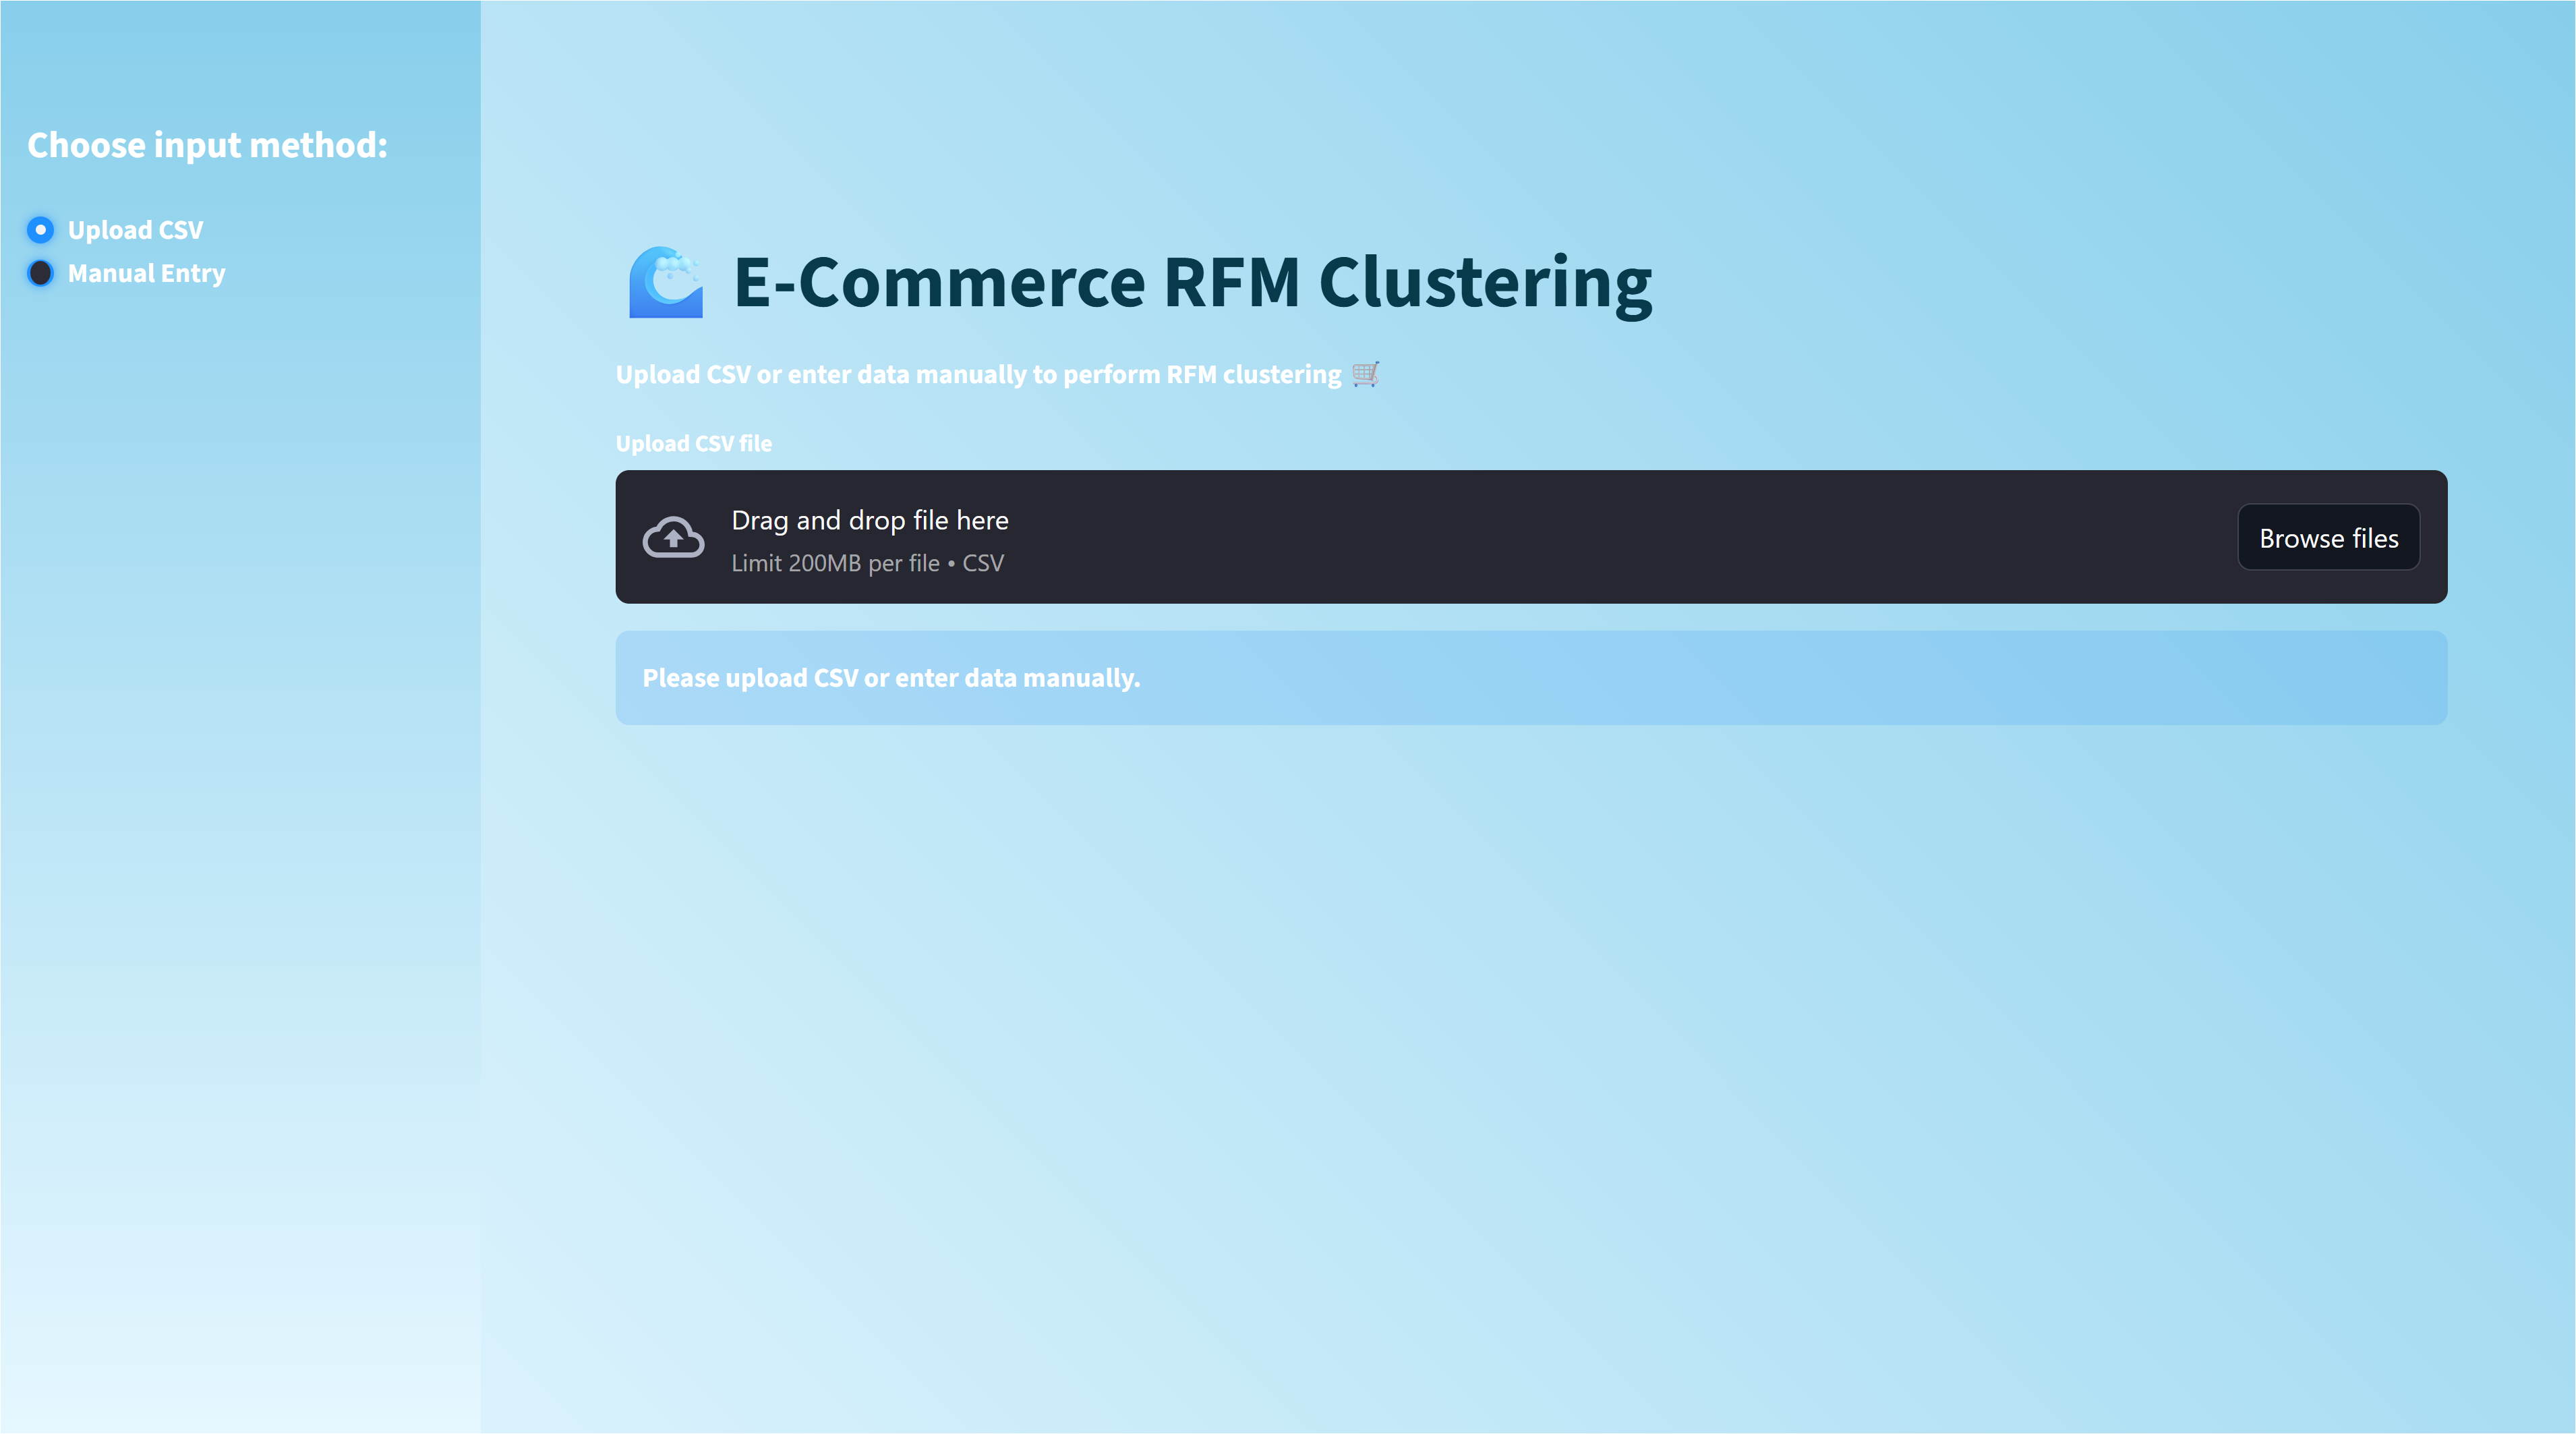 Choose input method:
Upload CSV
Manual Entry
🌊 E-Commerce RFM Clustering
Upload CSV or enter data manually to perform RFM clustering 🛒
Upload CSV file
Drag and drop file here
Limit 200MB per file • CSV
Browse files
Please upload CSV or enter data manually.